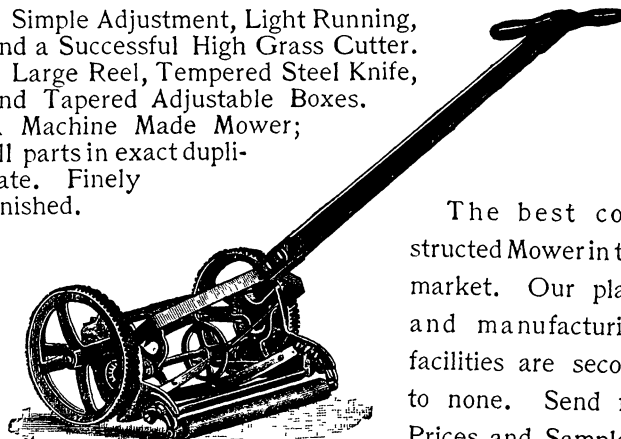 Simple Adjustment, Light Running,
nd a Successful High Grass Cutter.
Large Reel, Tempered Steel Knife,
nd Tapered Adjustable Boxes.
Machine Made Mower;
ll parts in exact dupli-
ate. Finely
nished.
The best co
structed Mower in t
market. Our pla
and manufacturi
facilities are seco
to none. Send
Prices and Sampl